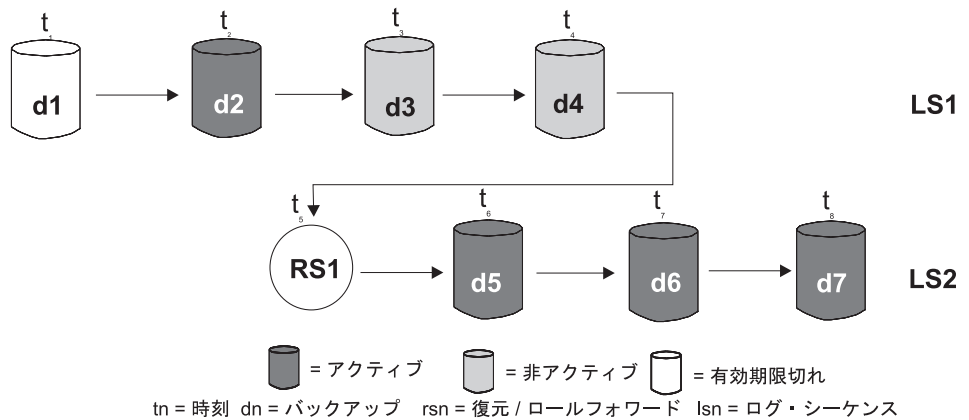 t1 t2 t3 t4
d1 d2 d3 d4 LS1
t5 t6 t7 t8
RS1 d5 d6 d7 LS2
= アクティブ = 非アクティブ = 有効期限切れ
tn = 時刻 dn = バックアップ rsn = 復元 / ロールフォワード lsn = ログ・シーケンス